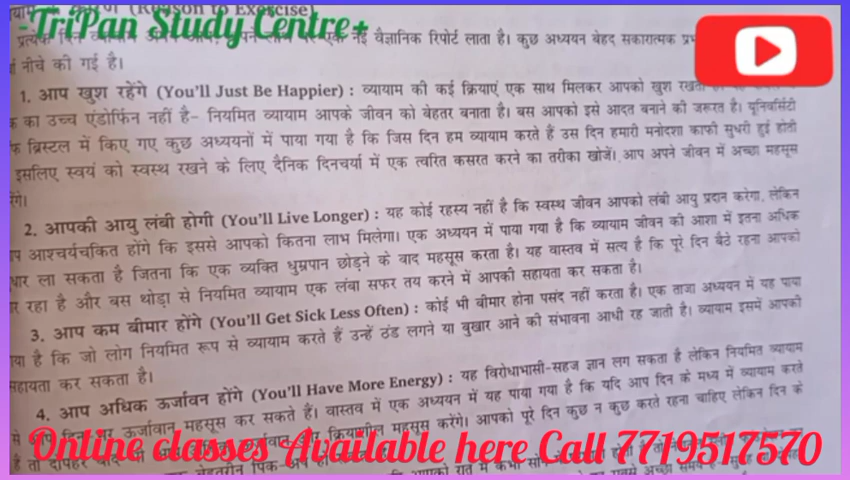 (Reason to Exercise)
-TriPan Study Centre+
प्रत्येक दिन व्यायाम एक नई वैज्ञानिक रिपोर्ट लाता है। कुछ अध्ययन बेहद सकारात्मक
नीचे की गई है।
1. आप खुश रहेंगे (You'll Just Be Happier) : व्यायाम की कई क्रियाएं एक साथ मिलकर आपको खुश
का उच्च एंडोर्फिन नहीं है- नियमित व्यायाम आपके जीवन को बेहतर बनाता है। बस आपको इसे आदत बनाने की जरूरत है। यूनिवर्सिटी
ब्रिस्टल में किए गए कुछ अध्ययनों में पाया गया है कि जिस दिन हम व्यायाम करते हैं उस दिन हमारी मनोदशा काफी सुधरी हुई होती
इसलिए स्वयं को स्वस्थ रखने के लिए दैनिक दिनचर्या में एक त्वरित कसरत करने का तरीका खोजें। आप अपने जीवन में अच्छा महसूस
2. आपकी आयु लंबी होगी (You'll Live Longer) : यह कोई रहस्य नहीं है कि स्वस्थ जीवन आपको लंबी आयु प्रदान करेगा, लेकिन
आश्चर्यचकित होंगे कि इससे आपको कितना लाभ मिलेगा। एक अध्ययन में पाया गया है कि व्यायाम जीवन की आशा में इतना अधिक
ला सकता है जितना कि एक व्यक्ति धुम्रपान छोड़ने के बाद महसूस करता है। यह वास्तव में सत्य है कि पूरे दिन बैठे रहना आपको
रहा है और बस थोड़ा से नियमित व्यायाम एक लंबा सफर तय करने में आपकी सहायता कर सकता है।
3. आप कम बीमार होंगे (You'll Get Sick Less Often) : कोई भी बीमार होना पसंद नहीं करता है। एक ताजा अध्ययन में यह पाया
है कि जो लोग नियमित रूप से व्यायाम करते हैं उन्हें ठंड लगने या बुखार आने की संभावना आधी रह जाती है। व्यायाम इसमें आपकी
सहायता कर सकता है।
4. आप अधिक ऊर्जावान होंगे (You'll Have More Energy) : यह विरोधाभासी-सहज ज्ञान लग सकता है लेकिन नियमित व्यायाम
ऊर्जावान महसूस कर सकते हैं। वास्तव में एक अध्ययन में यह पाया गया है कि यदि आप दिन के मध्य में व्यायाम करते
और क्रियाशील महसूस करेंगे। आपको पूरे दिन कुछ न कुछ करते रहना चाहिए लेकिन दिन के
Online classes Available here Call 7719517570